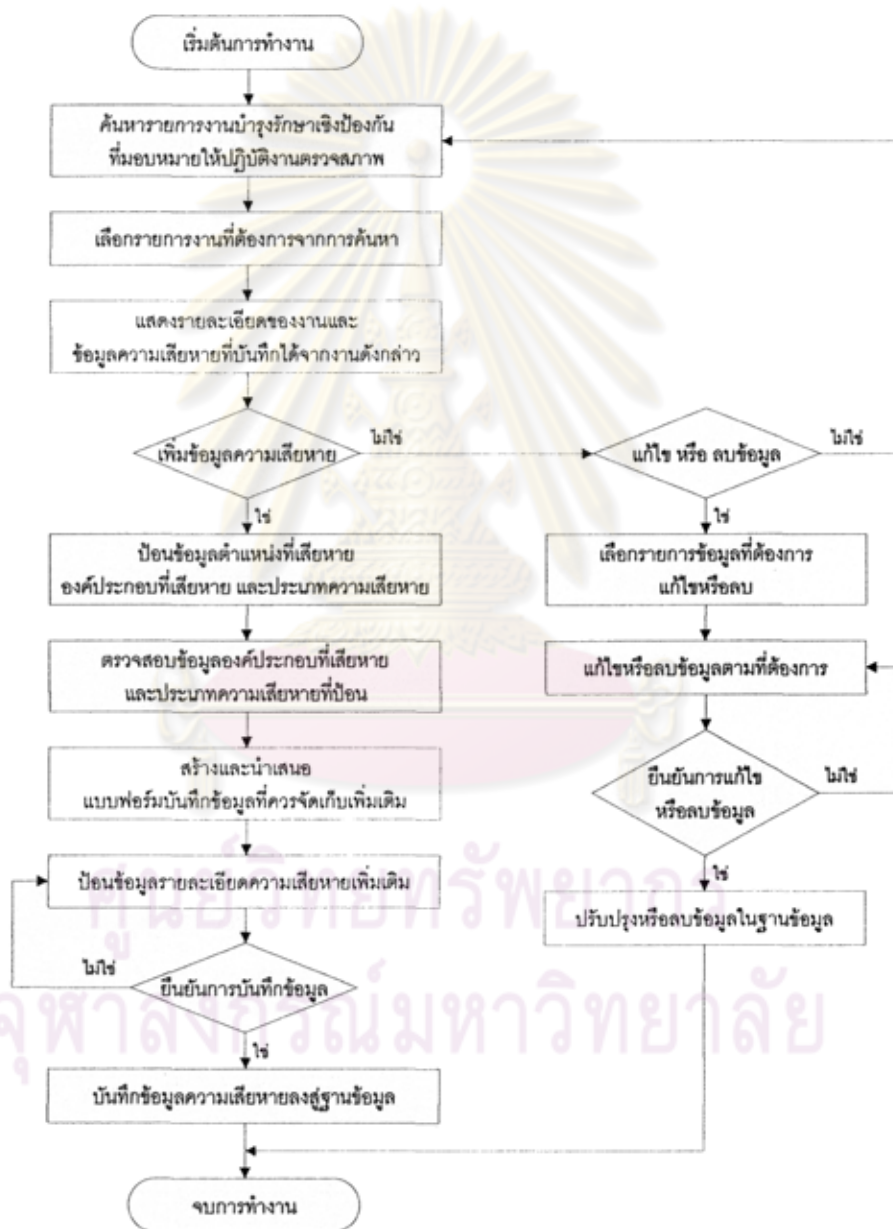 เริ่มต้นการทำงาน
ค้นหารายการงานบำรุงรักษาเชิงป้องกัน
ที่มอบหมายให้ปฏิบัติงานตรวจสภาพ
เลือกรายการงานที่ต้องการจากการค้นหา
แสดงรายละเอียดของงานและ
ข้อมูลความเสียหายที่บันทึกได้จากงานดังกล่าว
เพิ่มข้อมูลความเสียหาย
ไม่ใช่
แก้ไข หรือ ลบข้อมูล
ไม่ใช่
ใช่
ใช่
ป้อนข้อมูลตำแหน่งที่เสียหาย
องค์ประกอบที่เสียหาย และประเภทความเสียหาย
เลือกรายการข้อมูลที่ต้องการ
แก้ไขหรือลบ
ตรวจสอบข้อมูลองค์ประกอบที่เสียหาย
และประเภทความเสียหายที่ป้อน
แก้ไขหรือลบข้อมูลตามที่ต้องการ
สร้างและนำเสนอ
แบบฟอร์มบันทึกข้อมูลที่ควรจัดเก็บเพิ่มเติม
ยืนยันการแก้ไข
หรือลบข้อมูล
ไม่ใช่
ใช่
ป้อนข้อมูลรายละเอียดความเสียหายเพิ่มเติม
ปรับปรุงหรือลบข้อมูลในฐานข้อมูล
ศูนย์วิทยทรัพยากร
ไม่ใช่
ยืนยันการบันทึกข้อมูล
จุฬาลงกรณ์มหาวิทยาลัย
ใช่
บันทึกข้อมูลความเสียหายลงสู่ฐานข้อมูล
จบการทำงาน